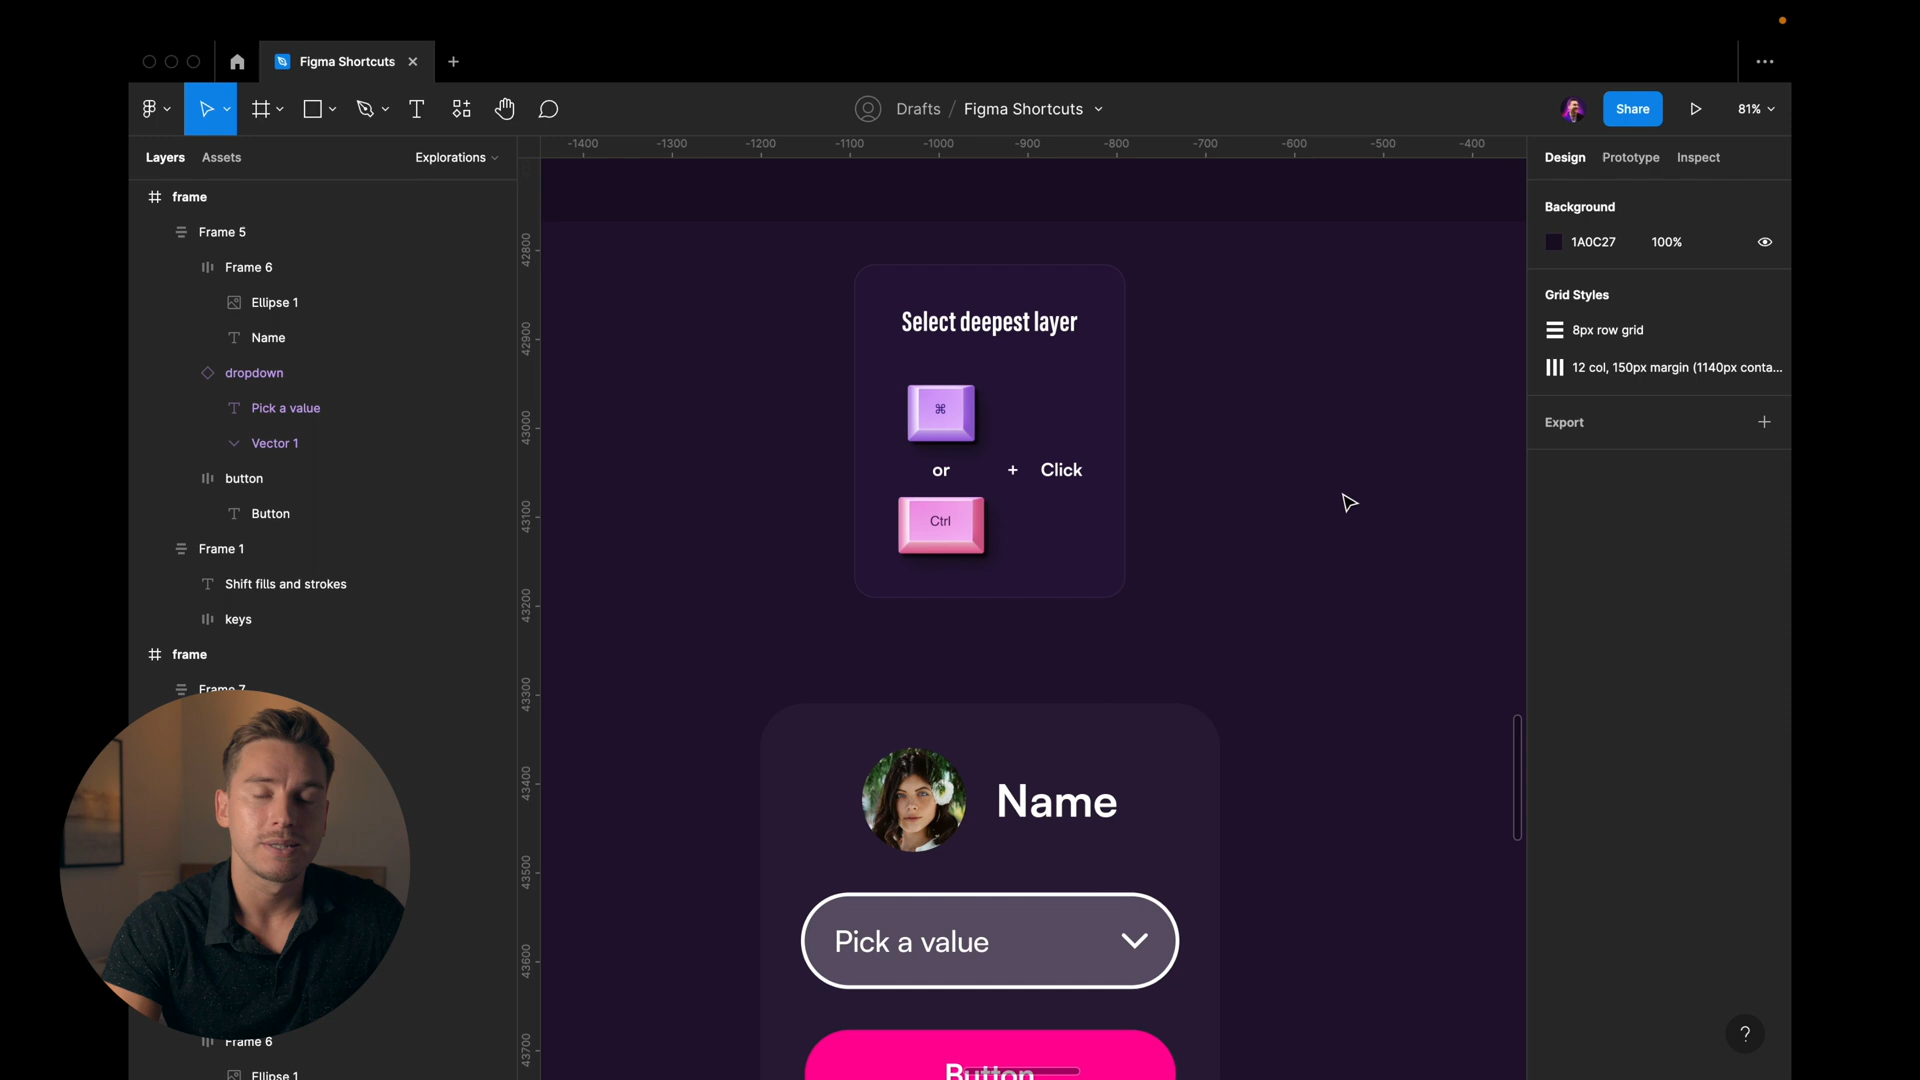 Figma Shortcuts
Drafts / Figma Shortcuts
Share
81%
Layers
Assets
Explorations
-1400
-1300
-1200
-1100
-1000
-900
-800
-700
-600
-500
-400
Design
Prototype
Inspect
frame
Frame 5
Frame 6
Ellipse 1
Name
dropdown
Pick a value
Vector 1
button
Button
Frame 1
Shift fills and strokes
keys
frame
Frame 7
Frame 6
Ellipse 1
42800
42900
43000
43100
43200
43300
43400
43500
43600
43700
Select deepest layer
⌘
or + Click
Ctrl
Name
Pick a value
Button
Background
1A0C27 100%
Grid Styles
8px row grid
12 col, 150px margin (1140px conta...
Export
?